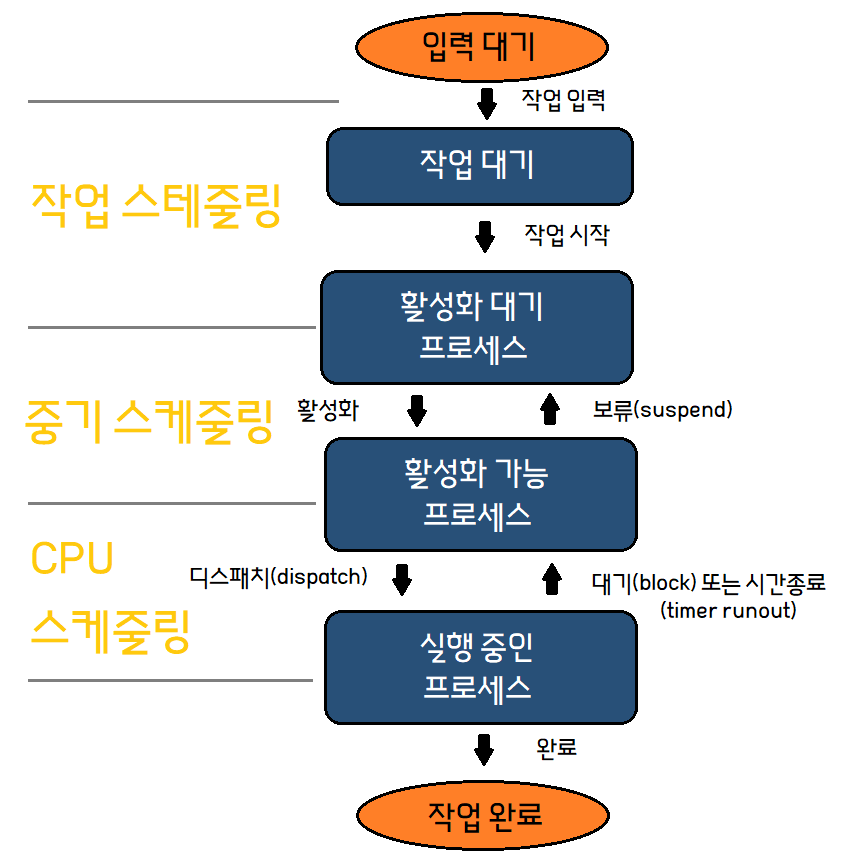 입력 대기
작업 입력
작업 대기
작업 스테줄링
작업 시작
활성화 대기
프로세스
중기 스케줄링
활성화
보류(suspend)
활성화 가능
프로세스
CPU
스케줄링
디스패치(dispatch)
대기(block) 또는 시간종료
(timer runout)
실행 중인
프로세스
완료
작업 완료